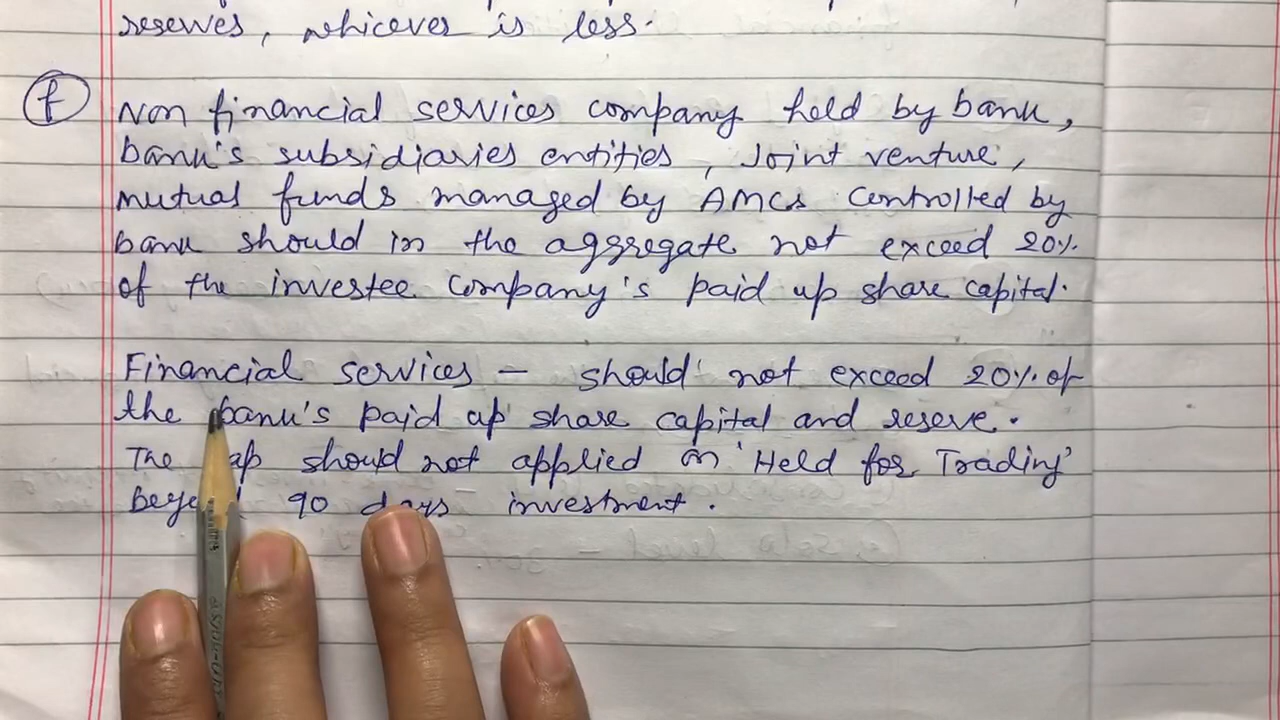 reserves, whicever is less.
(f) Non financial services company held by bank,
bank's subsidiaries entities, Joint venture,
mutual funds managed by AMCs controlled by
bank should in the aggregate not exceed 20%
of the investee company's paid up share capital.
Financial services - should not exceed 20% of
the bank's paid up share capital and reserve.
The should not applied on 'Held for Trading'
90 days investment.